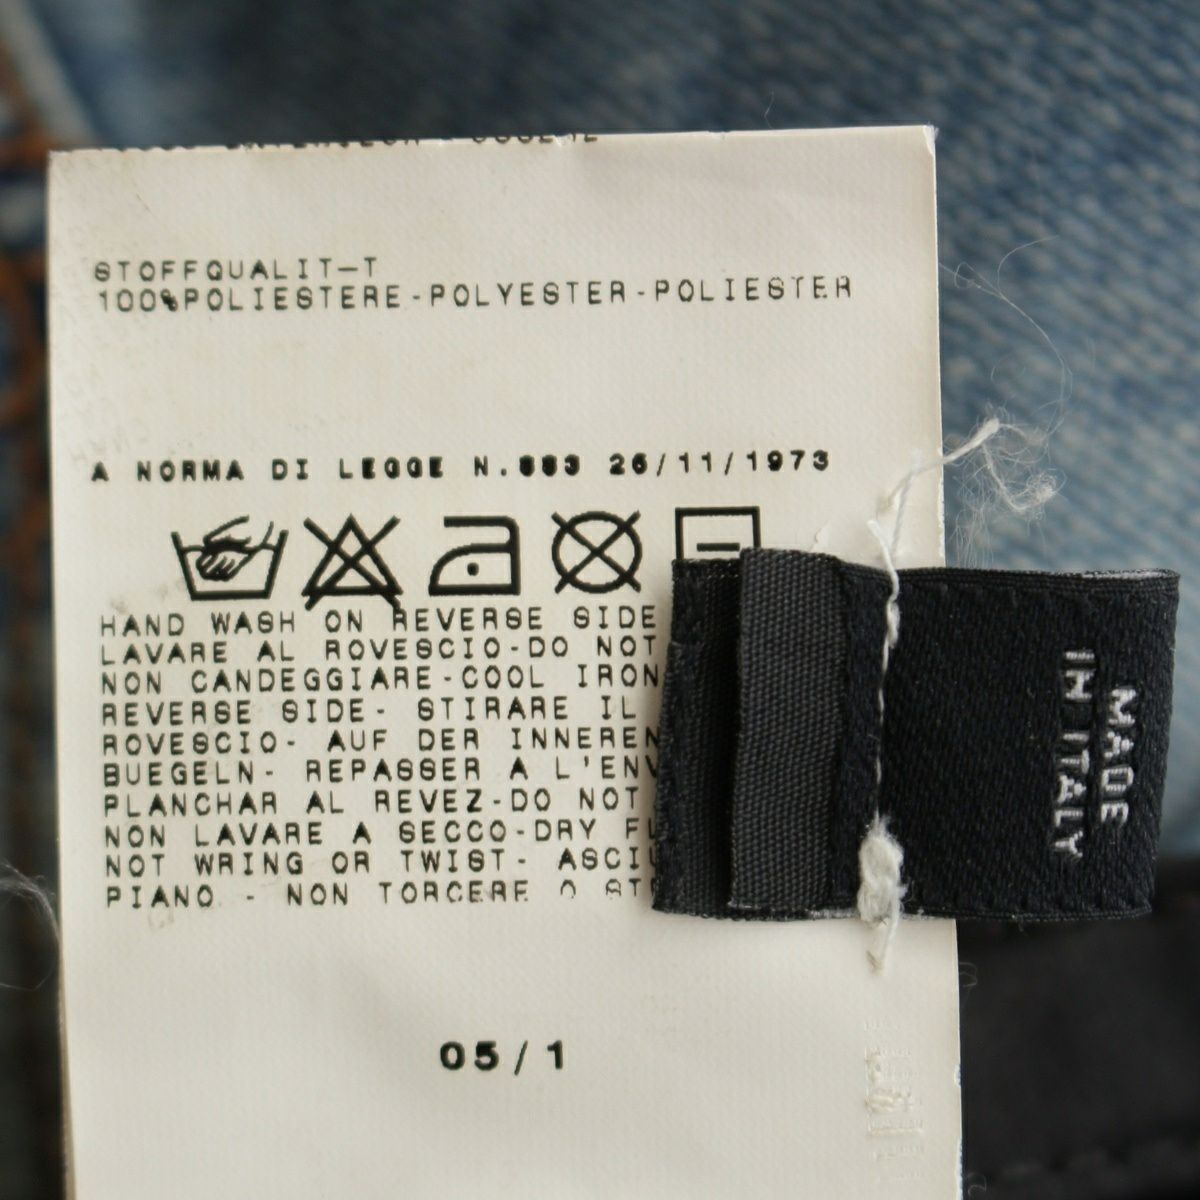 STOFFQUALIT-T
100%POLIESTERE-POLYESTER-POLIESTER
A NORMA DI LEGGE N.883 26/11/1973
HAND WASH ON REVERSE SIDE
LAVARE AL ROVESCIO-DO NOT
NON CANDEGGIARE-COOL IRON
REVERSE SIDE- STIRARE IL
ROVESCIO- AUF DER INNEREN
BUEGELN- REPASSER A L'ENV
PLANCHAR AL REVEZ-DO NOT
NON LAVARE A SECCO-DRY FL
NOT WRING OR TWIST- ASCIU
PIANO - NON TORCERE O ST
05/1
MADE
IN ITALY